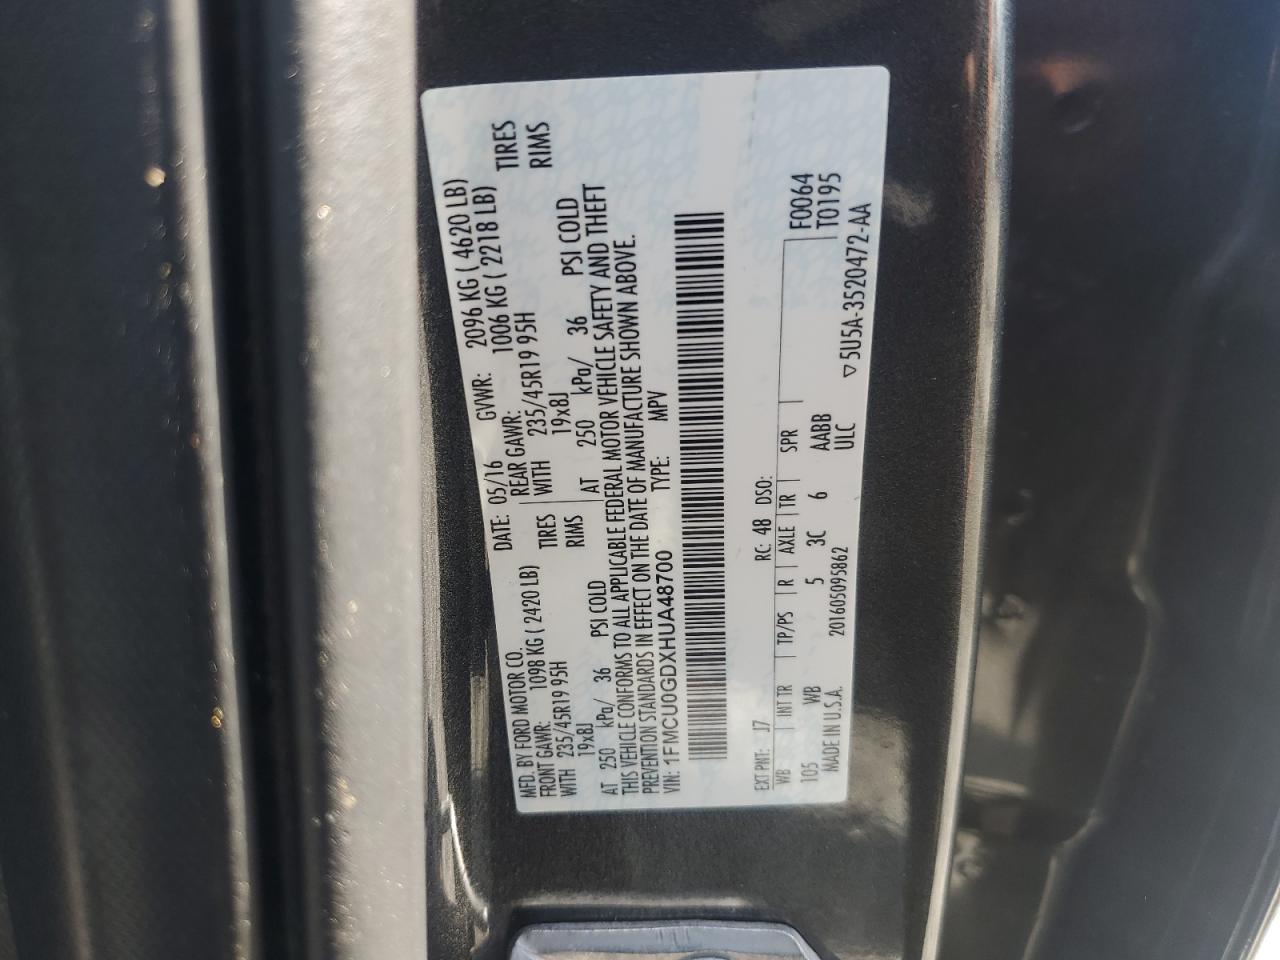 MFD. BY FORD MOTOR CO. DATE: 05/16 GVWR: 2096 KG ( 4620 LB)
FRONT GAWR: 1098 KG ( 2420 LB) REAR GAWR: 1006 KG ( 2218 LB)
WITH 235/45R19 95H TIRES WITH 235/45R19 95H TIRES
19x8J RIMS 19x8J RIMS
AT 250 kPa/ 36 PSI COLD AT 250 kPa/ 36 PSI COLD
THIS VEHICLE CONFORMS TO ALL APPLICABLE FEDERAL MOTOR VEHICLE SAFETY AND THEFT
PREVENTION STANDARDS IN EFFECT ON THE DATE OF MANUFACTURE SHOWN ABOVE.
VIN: 1FMCU0GDXHUA48700 TYPE: MPV
EXT PNT: J7 RC: 48 DSO: F0064
WB INT TR TP/PS R AXLE TR SPR T0195
105 WB 5 3C 6 AABB
MADE IN U.S.A. 201605095862 ULC ▽5U5A-3520472-AA